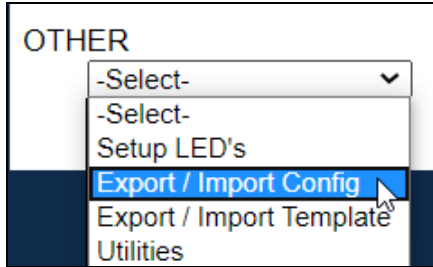 OTHER
-Select-
-Select-
Setup LED's
Export / Import Config
Export / Import Template
Utilities